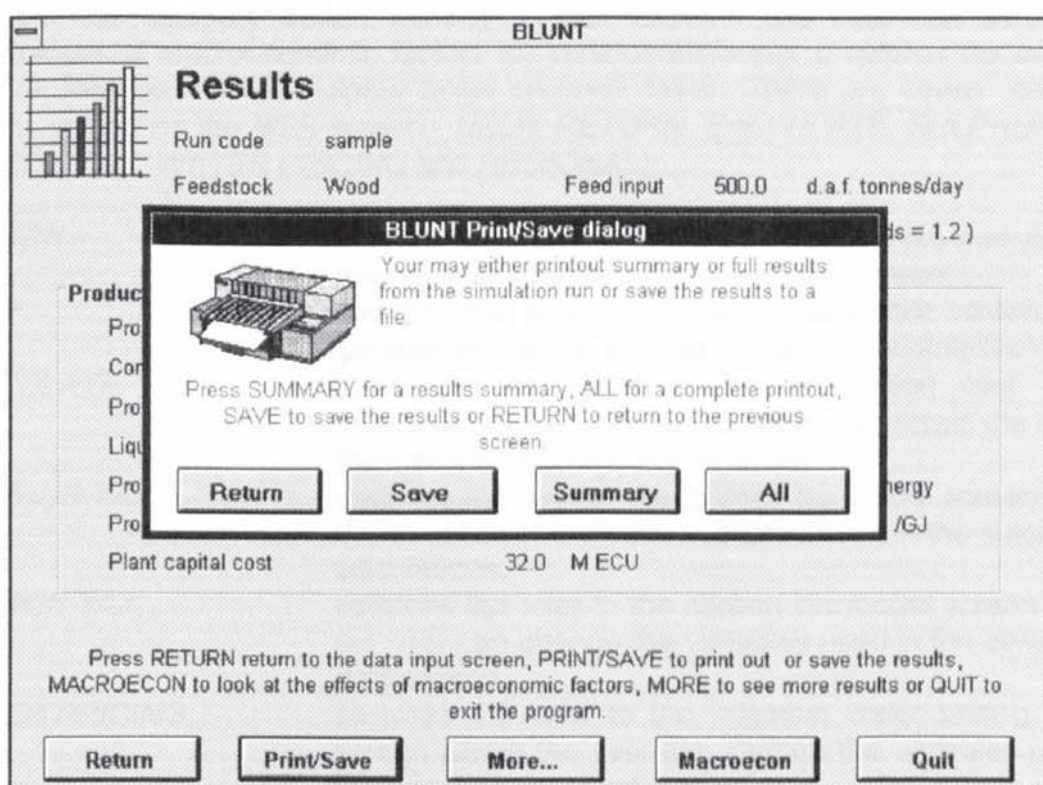 BLUNT
Results
Run code sample
Feedstock Wood Feed input 500.0 d.a.f. tonnes/day
BLUNT Print/Save dialog
ds = 1.2 )
Your may either printout summary or full results
from the simulation run or save the results to a
file.
Produc
Pro
Con
Pro
Liqu
Pro
Pro
Press SUMMARY for a results summary, ALL for a complete printout,
SAVE to save the results or RETURN to return to the previous
screen.
Return Save Summary All
nergy
/GJ
Plant capital cost 32.0 M ECU
Press RETURN return to the data input screen, PRINT/SAVE to print out or save the results,
MACROECON to look at the effects of macroeconomic factors, MORE to see more results or QUIT to
exit the program.
Return Print/Save More... Macroecon Quit